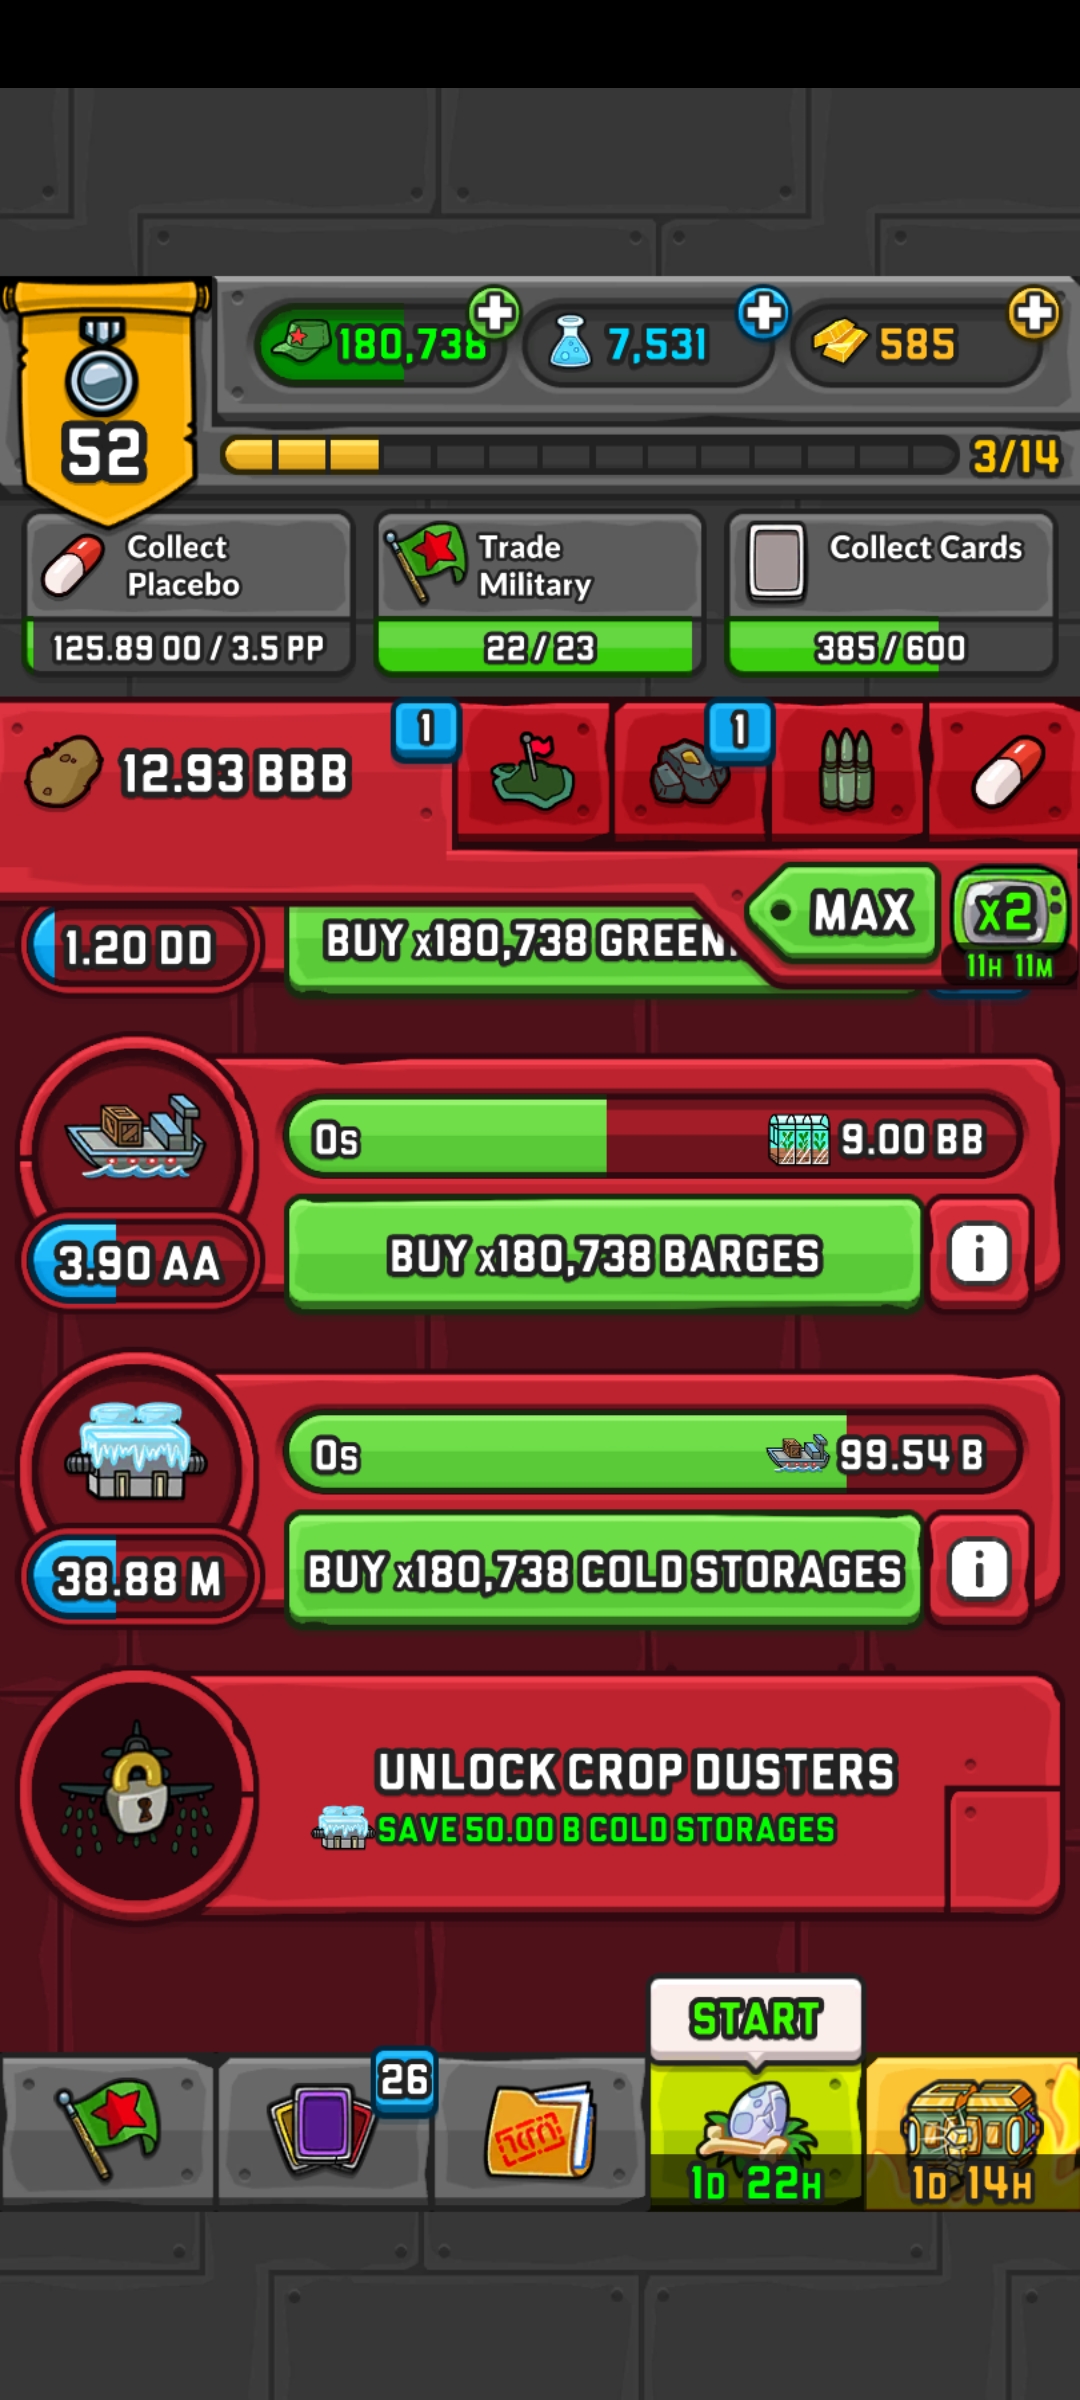 180,738
7,531
585
52
3/14
Collect
Placebo
125.89 OO / 3.5 PP
Trade
Military
22 / 23
Collect Cards
385 / 600
12.93 BBB
1
1
MAX
x2
11H 11M
1.20 DD
BUY x180,738 GREEN
0s
9.00 BB
3.90 AA
BUY x180,738 BARGES
i
0s
99.54 B
38.88 M
BUY x180,738 COLD STORAGES
i
UNLOCK CROP DUSTERS
SAVE 50.00 B COLD STORAGES
START
26
1D 22H
1D 14H